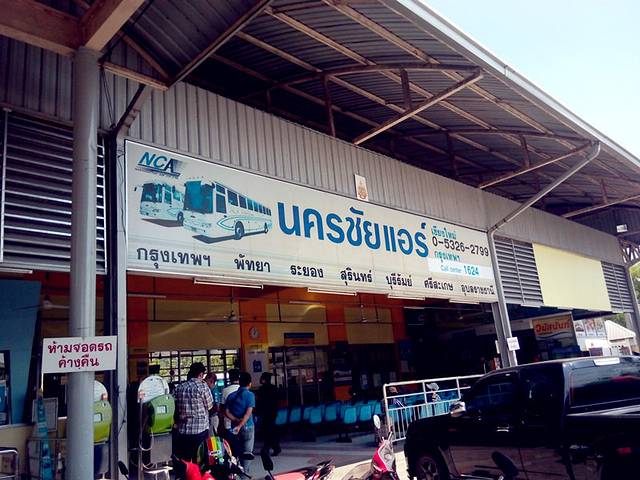 NCA
นครชัยแอร์
เชียงใหม่
0-5326-2799
กรุงเทพฯ
Call center 1624
กรุงเทพฯ พัทยา ระยอง สุรินทร์ บุรีรัมย์ ศรีสะเกษ อุบลราชธานี
ห้ามจอดรถ
ค้างคืน